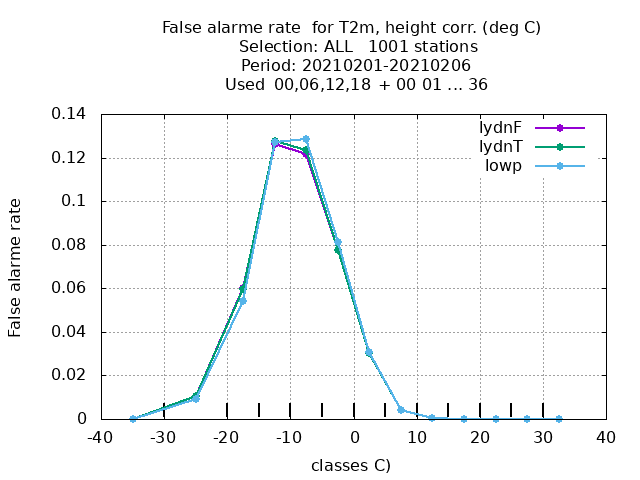 False alarme rate  for T2m, height corr. (deg C)
Selection: ALL   1001 stations
Period: 20210201-20210206
Used  00,06,12,18 + 00 01 ... 36
lydnF
lydnT
lowp
0.14
0.12
0.1
0.08
0.06
0.04
0.02
0
False alarme rate
-40 -30 -20 -10 0 10 20 30 40
classes C)